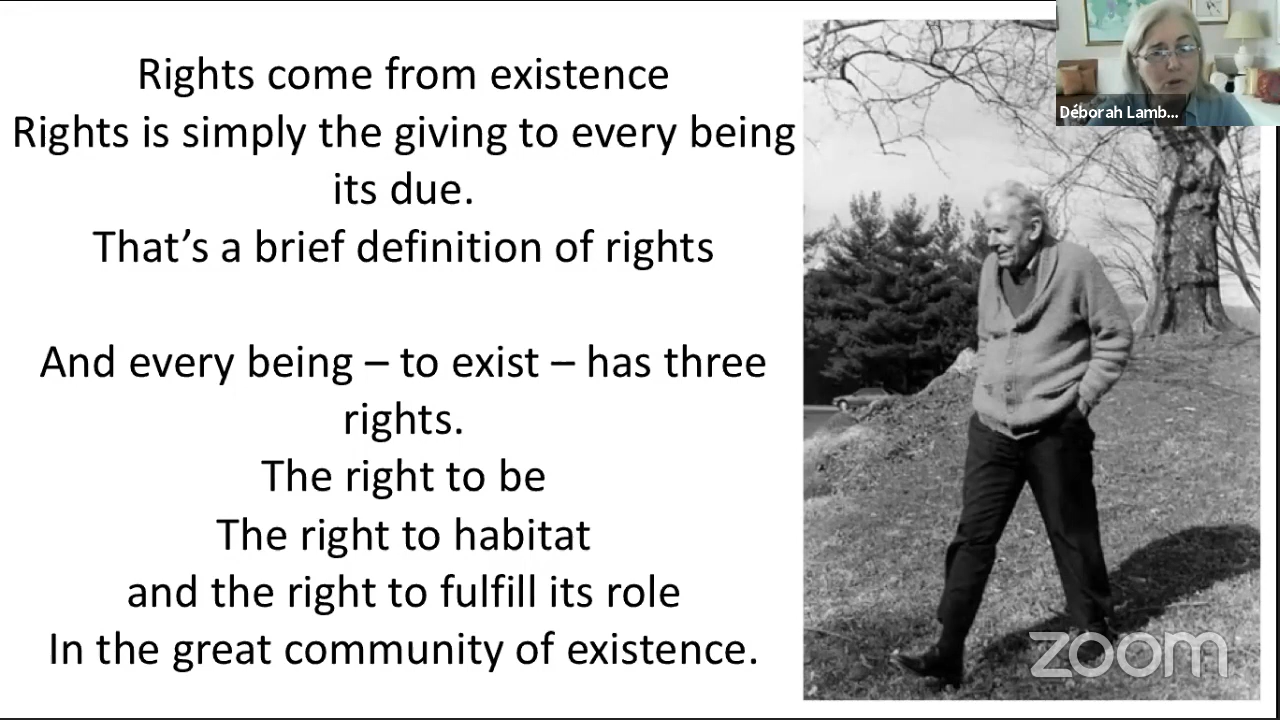 Rights come from existence
Rights is simply the giving to every being
its due.
That’s a brief definition of rights
And every being – to exist – has three
rights.
The right to be
The right to habitat
and the right to fulfill its role
In the great community of existence.
Déborah Lamb...
zoom